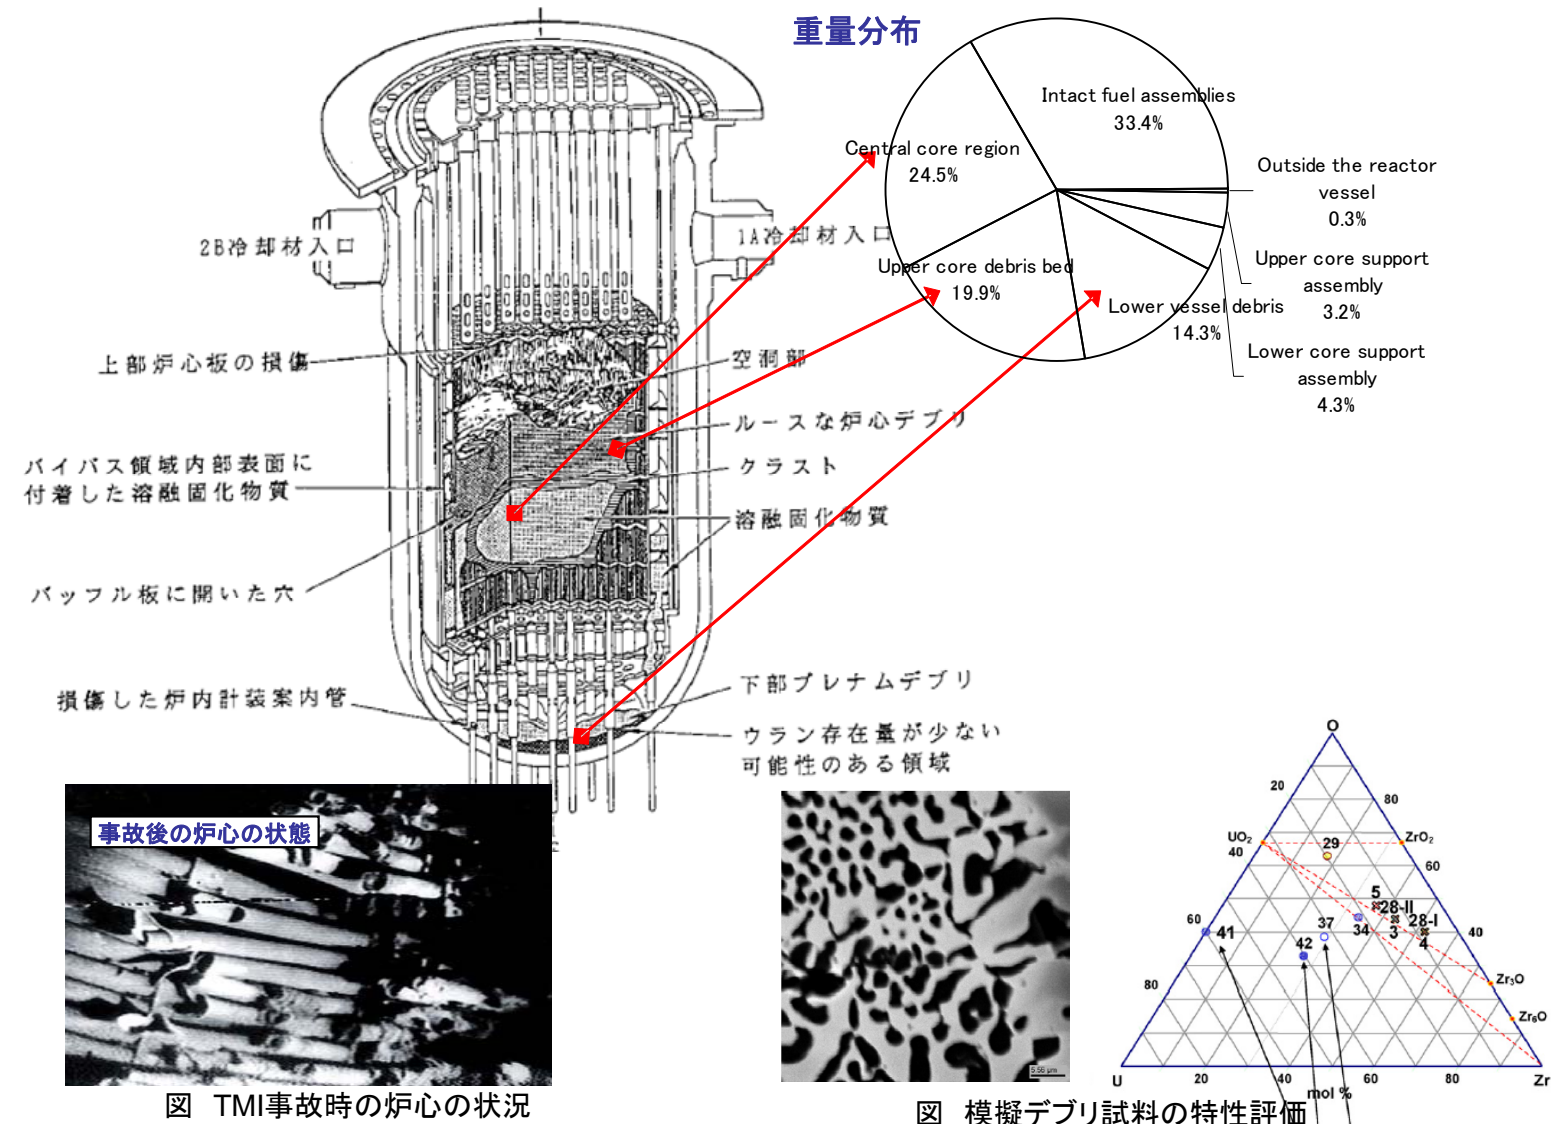 重量分布
Intact fuel assemblies
33.4%
Central core region
24.5%
Outside the reactor
vessel
0.3%
Upper core support
assembly
3.2%
Upper core debris bed
19.9%
Lower vessel debris
14.3%
Lower core support
assembly
4.3%
2B冷却材入口
1A冷却材入口
上部炉心板の損傷
空洞部
ルースな炉心デブリ
バイパス領域内部表面に
付着した溶融固化物質
クラスト
溶融固化物質
バッフル板に開いた穴
損傷した炉内計装案内管
下部プレナムデブリ
ウラン存在量が少ない
可能性のある領域
事故後の炉心の状態
図 TMI事故時の炉心の状況
5.55 μm
図 模擬デブリ試料の特性評価
O
20
80
UO₂
ZrO₂
40
29
60
5
28-II
60
41
37
34
3
28-I
4
40
42
80
Zr₃O
Zr₆O
U
20
40
60
80
Zr
mol %